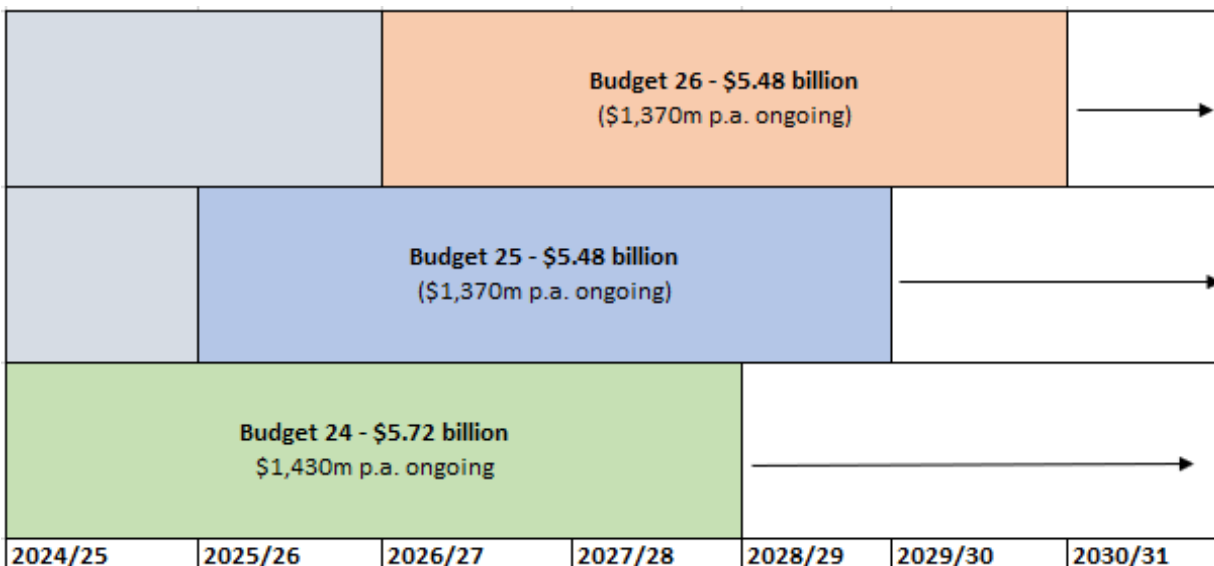 Budget 26 - $5.48 billion
($1,370m p.a. ongoing)
Budget 25 - $5.48 billion
($1,370m p.a. ongoing)
Budget 24 - $5.72 billion
$1,430m p.a. ongoing
2024/25 2025/26 2026/27 2027/28 2028/29 2029/30 2030/31